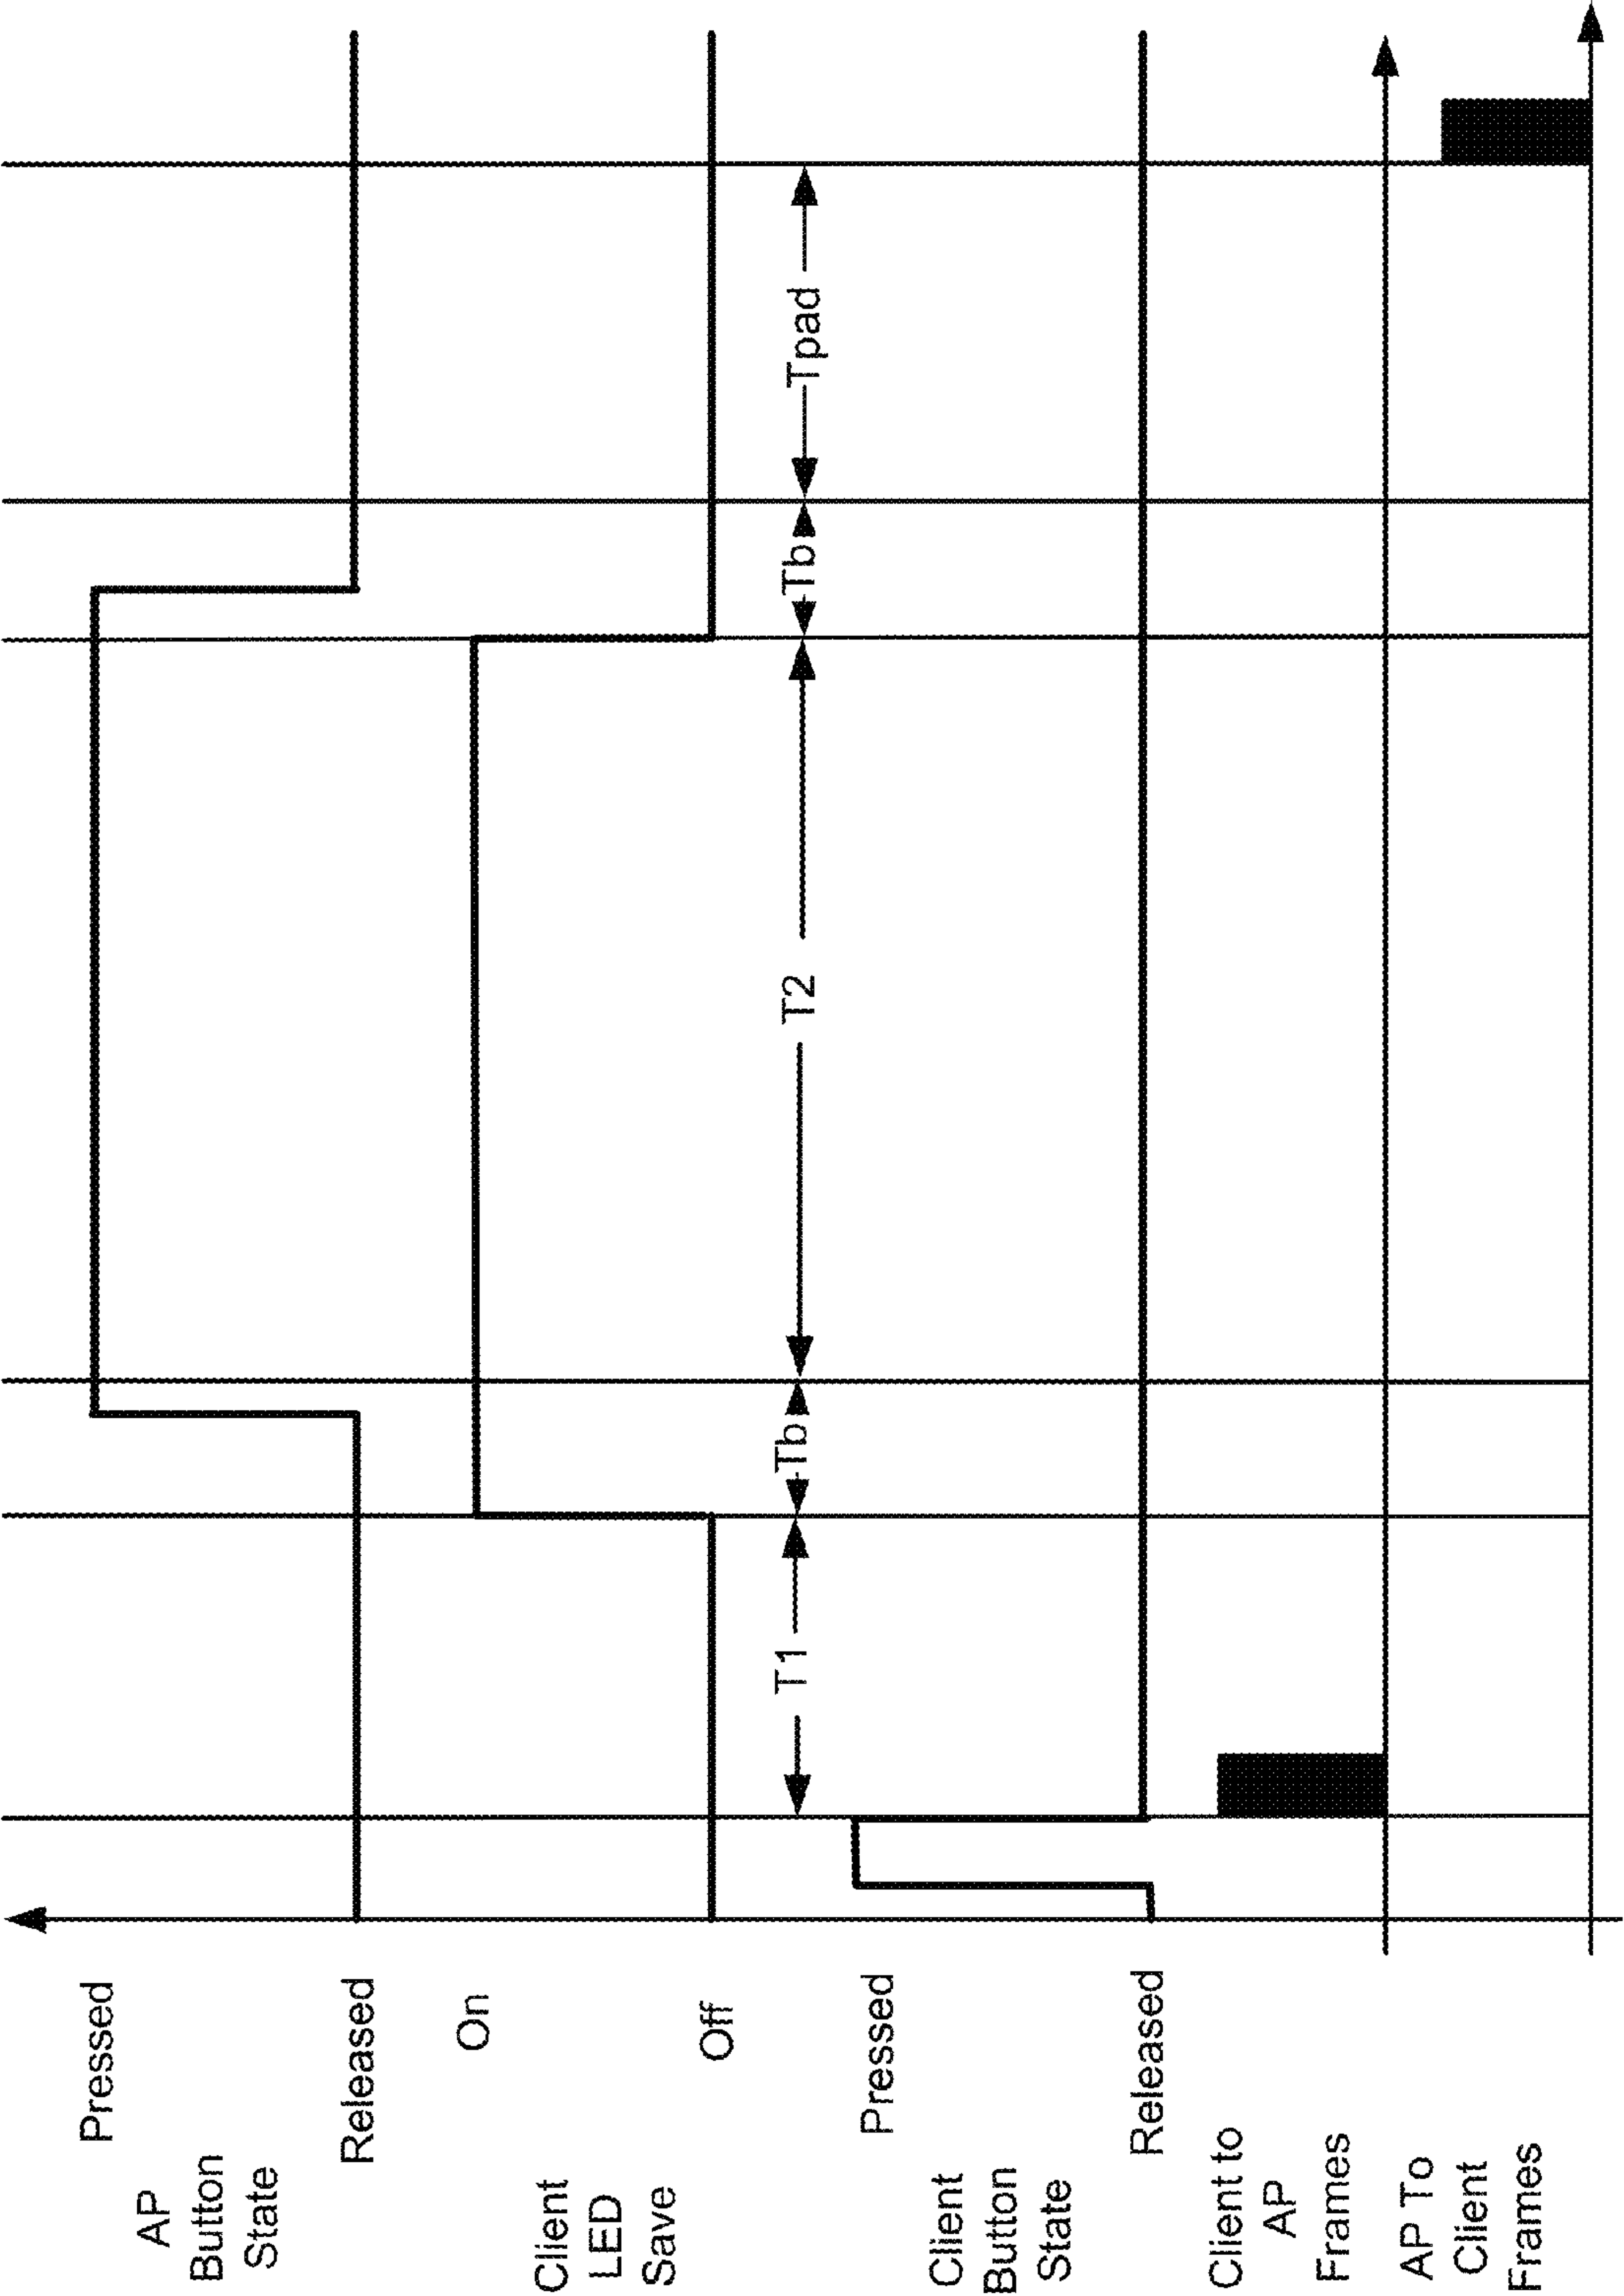 Pressed
AP
Button
State
Released
On
Client
LED
Save
Off
Pressed
Client
Button
State
Released
Client to
AP
Frames
AP To
Client
Frames
T1
Tb
T2
Tb
Tpad